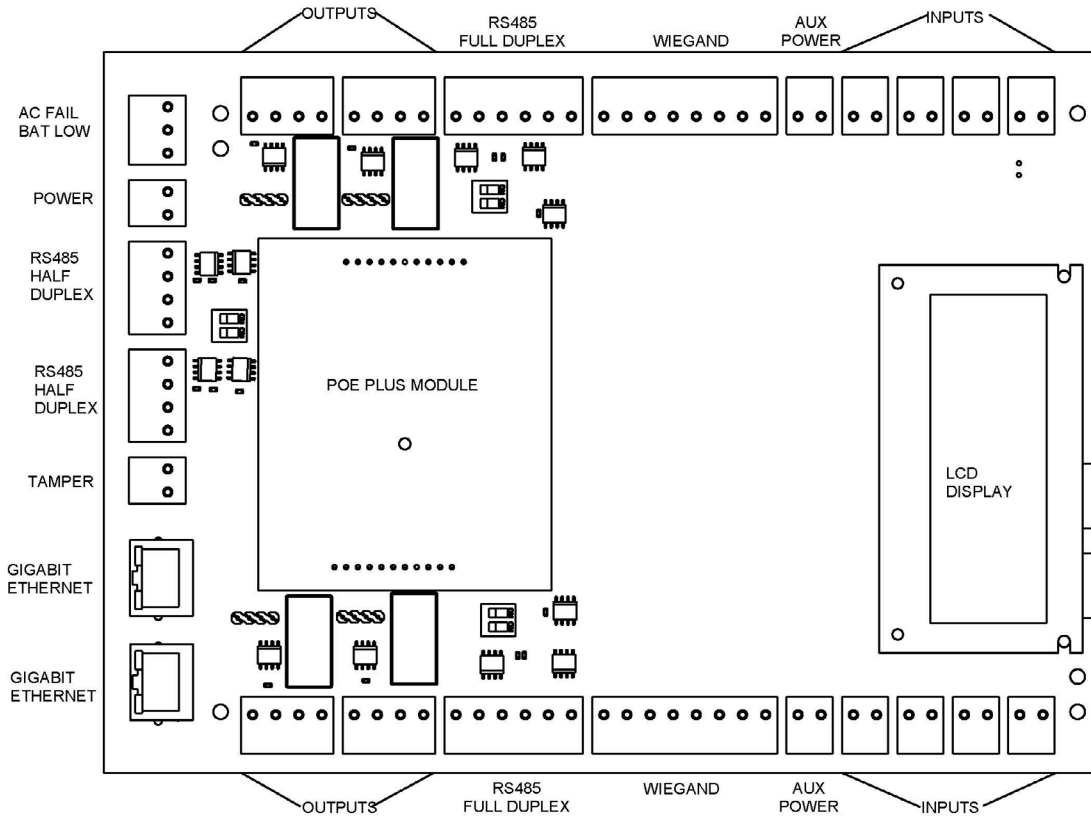 OUTPUTS
RS485
FULL DUPLEX
WIEGAND
AUX
POWER
INPUTS
AC FAIL
BAT LOW
POWER
RS485
HALF
DUPLEX
RS485
HALF
DUPLEX
TAMPER
GIGABIT
ETHERNET
GIGABIT
ETHERNET
POE PLUS MODULE
LCD
DISPLAY
OUTPUTS
RS485
FULL DUPLEX
WIEGAND
AUX
POWER
INPUTS